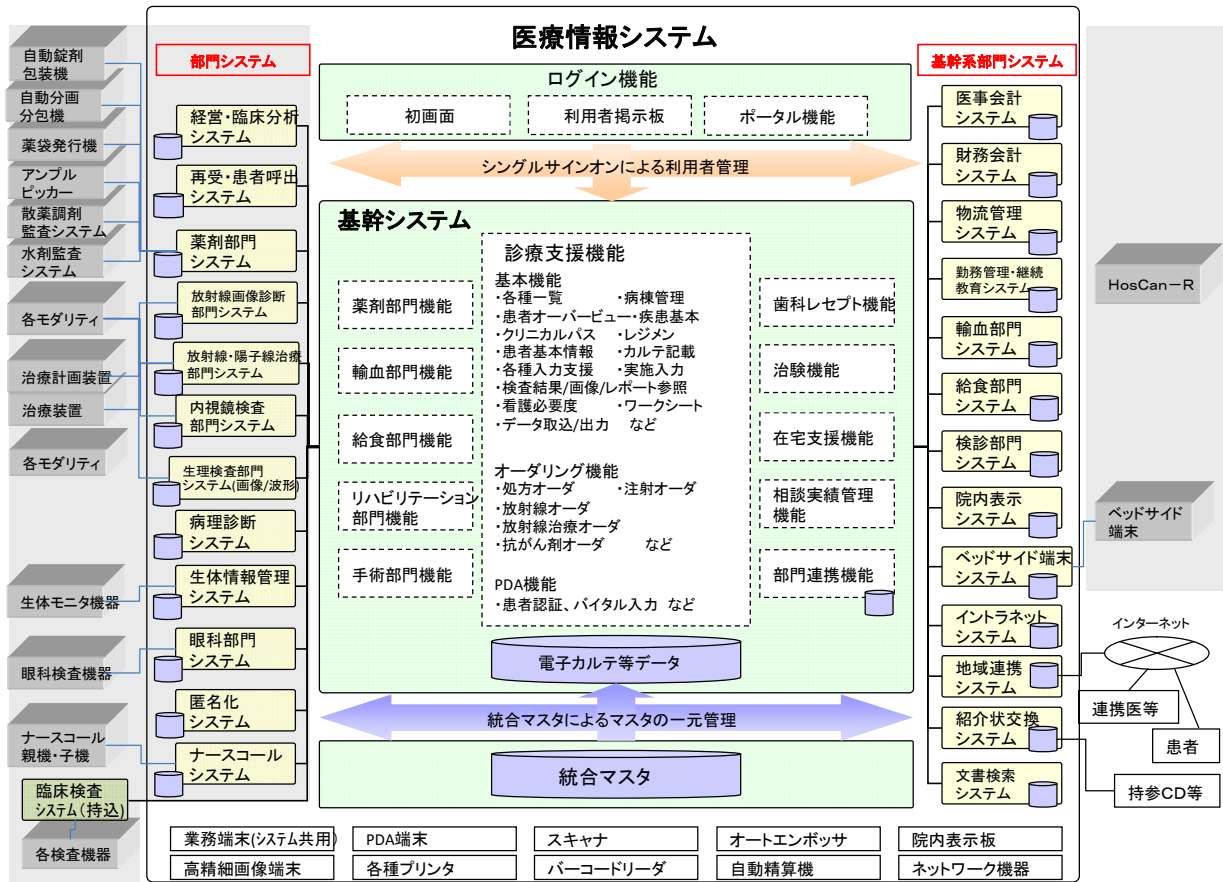 医療情報システム
自動錠剤
包装機
自動分画
分包機
薬袋発行機
アンプル
ピッカー
散薬調剤
監査システム
水剤監査
システム
各モダリティ
治療計画装置
治療装置
各モダリティ
生体モニタ機器
眼科検査機器
ナースコール
親機・子機
臨床検査
システム(持込)
各検査機器
部門システム
経営・臨床分析
システム
再受・患者呼出
システム
薬剤部門
システム
放射線画像診断
部門システム
放射線・陽子線治療
部門システム
内視鏡検査
部門システム
生理検査部門
システム(画像/波形)
病理診断
システム
生体情報管理
システム
眼科部門
システム
匿名化
システム
ナースコール
システム
ログイン機能
初画面
利用者掲示板
ポータル機能
シングルサインオンによる利用者管理
基幹システム
薬剤部門機能
輸血部門機能
給食部門機能
リハビリテーション
部門機能
手術部門機能
診療支援機能
基本機能
・各種一覧 ・病棟管理
・患者オーバービュー・疾患基本
・クリニカルパス ・レジメン
・患者基本情報 ・カルテ記載
・各種入力支援 ・実施入力
・検査結果/画像/レポート参照
・看護必要度 ・ワークシート
・データ取込/出力 など
オーダリング機能
・処方オーダ ・注射オーダ
・放射線オーダ
・放射線治療オーダ
・抗がん剤オーダ など
PDA機能
・患者認証、バイタル入力 など
歯科レセプト機能
治験機能
在宅支援機能
相談実績管理
機能
部門連携機能
電子カルテ等データ
統合マスタによるマスタの一元管理
統合マスタ
基幹系部門システム
医事会計
システム
財務会計
システム
物流管理
システム
勤務管理・継続
教育システム
輸血部門
システム
給食部門
システム
検診部門
システム
院内表示
システム
ベッドサイド端末
システム
イントラネット
システム
地域連携
システム
紹介状交換
システム
文書検索
システム
HosCan－R
ベッドサイド
端末
インターネット
連携医等
患者
持参CD等
業務端末(システム共用)
PDA端末
スキャナ
オートエンボッサ
院内表示板
高精細画像端末
各種プリンタ
バーコードリーダ
自動精算機
ネットワーク機器